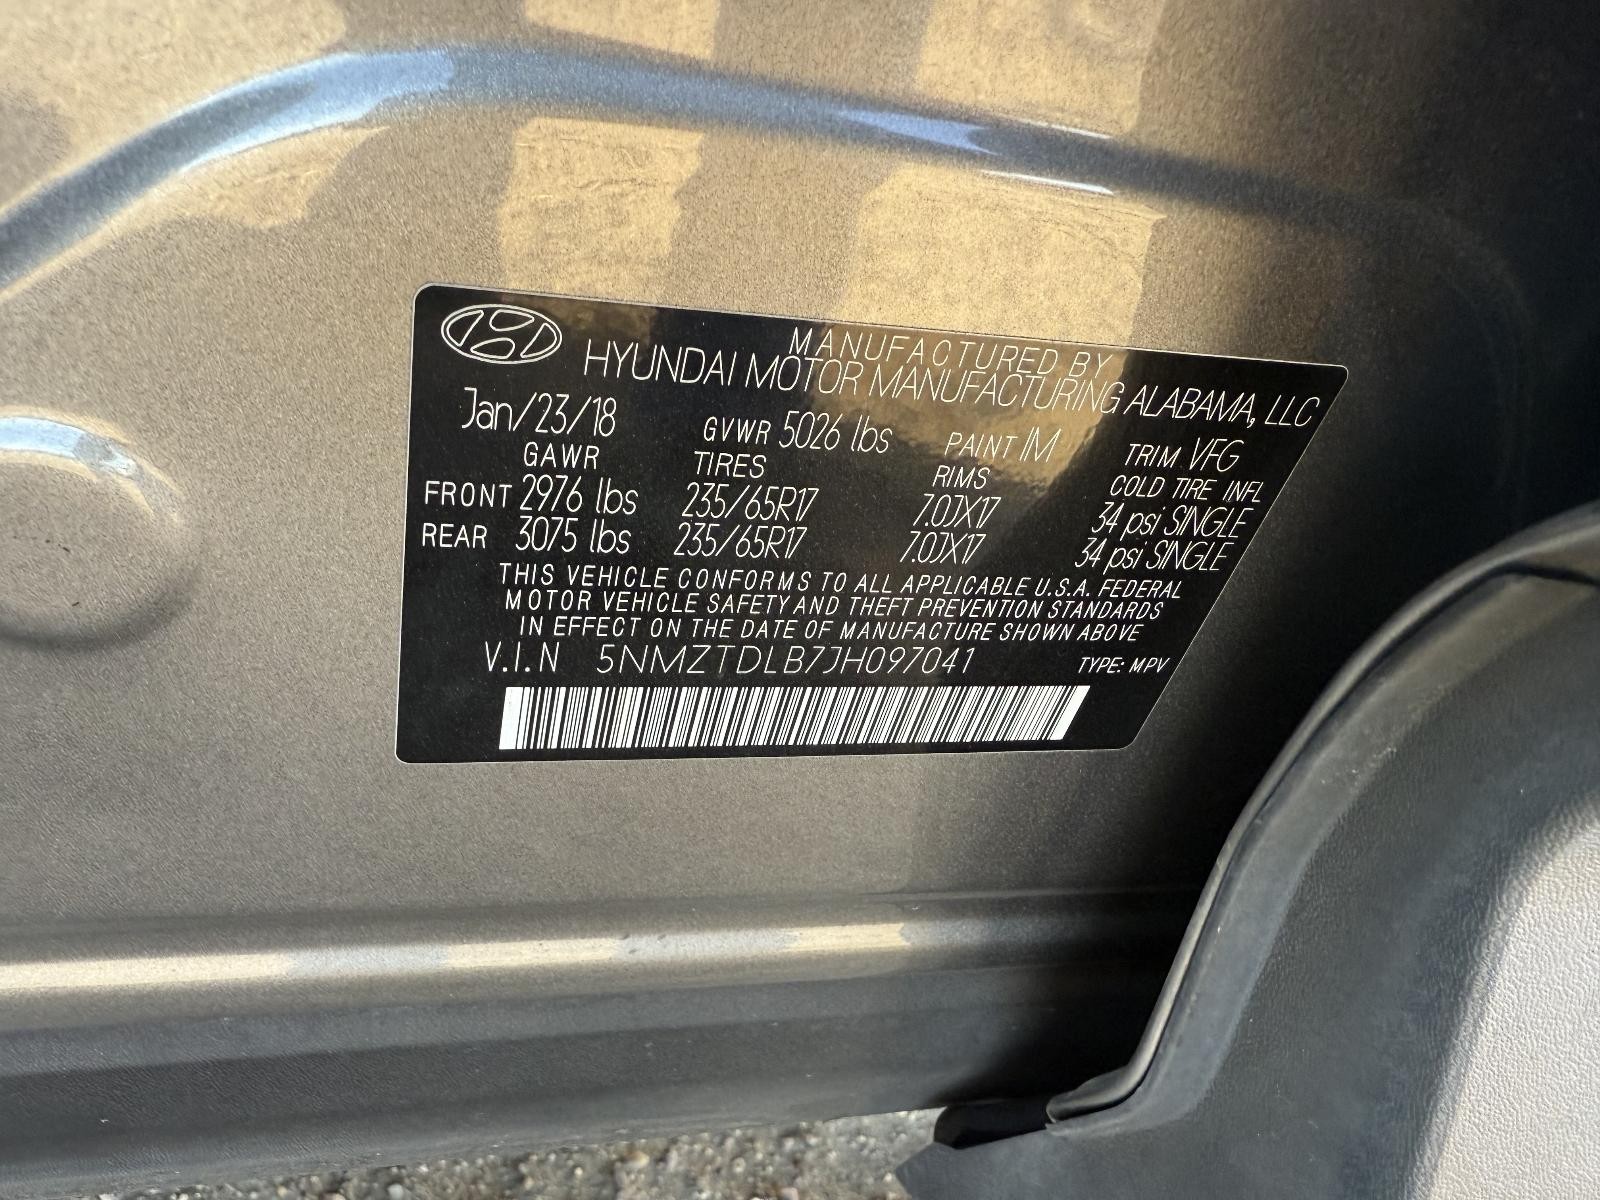 MANUFACTURED BY
HYUNDAI MOTOR MANUFACTURING ALABAMA, LLC
Jan/23/18 GVWR 5026 lbs PAINT 1M TRIM VFG
GAWR TIRES RIMS COLD TIRE INFL
FRONT 2976 lbs 235/65R17 7.0JX17 34 psi SINGLE
REAR 3075 lbs 235/65R17 7.0JX17 34 psi SINGLE
THIS VEHICLE CONFORMS TO ALL APPLICABLE U.S.A. FEDERAL
MOTOR VEHICLE SAFETY AND THEFT PREVENTION STANDARDS
IN EFFECT ON THE DATE OF MANUFACTURE SHOWN ABOVE
V.I.N 5NMZTDLB7JH097041 TYPE: MPV